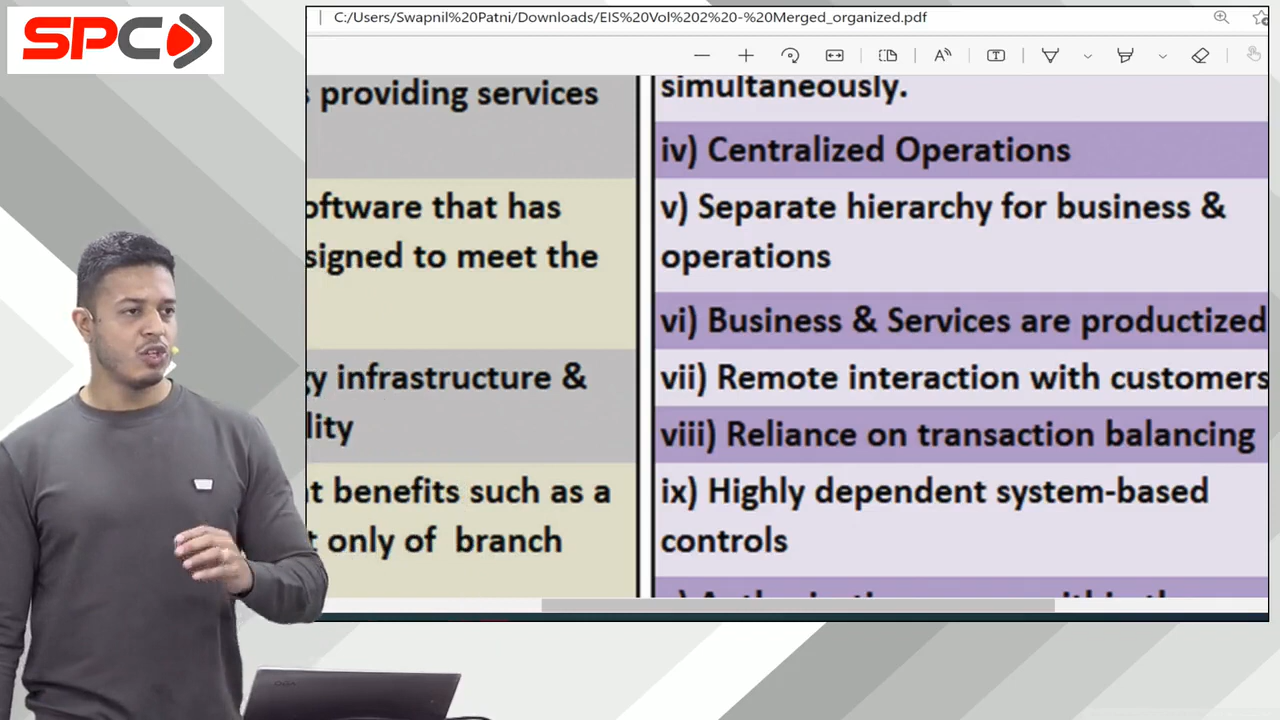 SPC
C:/Users/Swapnil%20Patni/Downloads/EIS%20Vol%202%20-%20Merged_organized.pdf
providing services
oftware that has
signed to meet the
gy infrastructure &
lity
t benefits such as a
t only of branch
simultaneously.
iv) Centralized Operations
v) Separate hierarchy for business &
operations
vi) Business & Services are productized
vii) Remote interaction with customers
viii) Reliance on transaction balancing
ix) Highly dependent system-based
controls